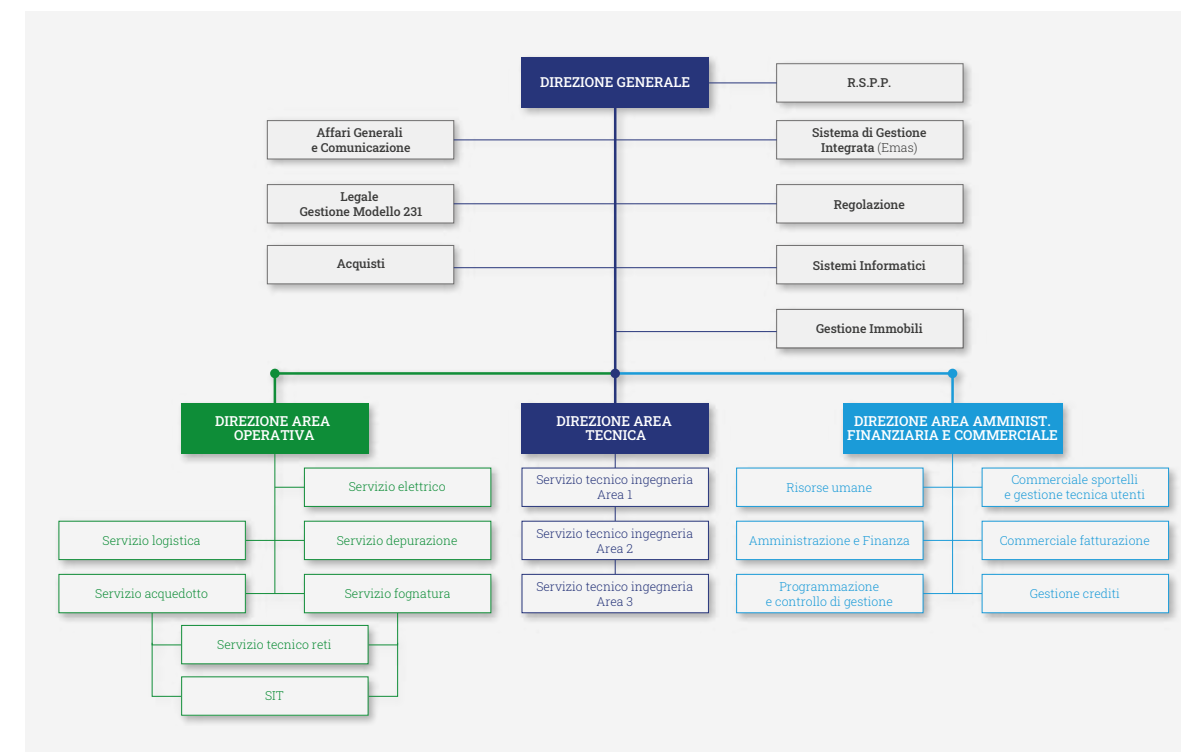 DIREZIONE GENERALE
R.S.P.P.
Affari Generali
e Comunicazione
Sistema di Gestione
Integrata (Emas)
Legale
Gestione Modello 231
Regolazione
Acquisti
Sistemi Informatici
Gestione Immobili
DIREZIONE AREA
OPERATIVA
DIREZIONE AREA
TECNICA
DIREZIONE AREA AMMINIST.
FINANZIARIA E COMMERCIALE
Servizio elettrico
Servizio logistica
Servizio depurazione
Servizio acquedotto
Servizio fognatura
Servizio tecnico reti
SIT
Servizio tecnico ingegneria
Area 1
Servizio tecnico ingegneria
Area 2
Servizio tecnico ingegneria
Area 3
Risorse umane
Commerciale sportelli
e gestione tecnica utenti
Amministrazione e Finanza
Commerciale fatturazione
Programmazione
e controllo di gestione
Gestione crediti